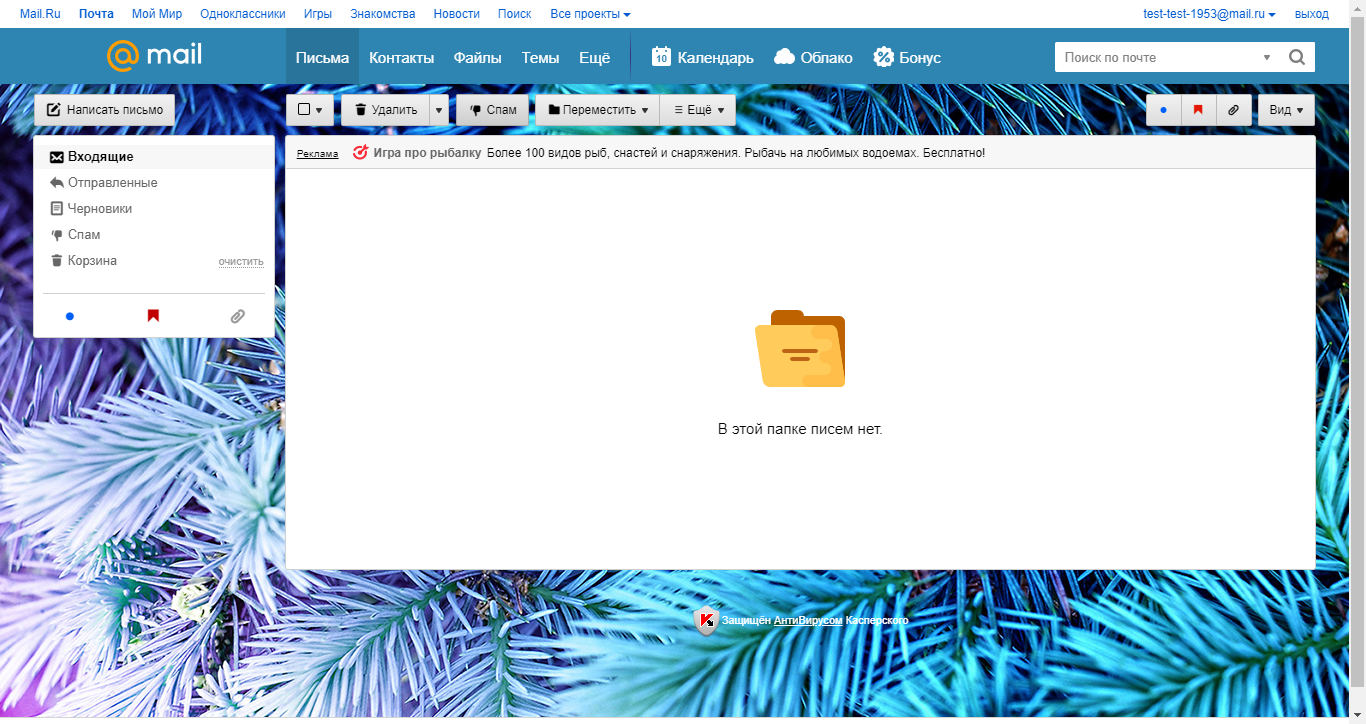 Mail.Ru Почта Мой Мир Одноклассники Игры Знакомства Новости Поиск Все проекты test-test-1953@mail.ru выход
@mail Письма Контакты Файлы Темы Ещё 10 Календарь Облако % Бонус Поиск по почте
Написать письмо Удалить Спам Переместить Ещё Вид
Входящие
Отправленные
Черновики
Спам
Корзина очистить
Реклама Игра про рыбалку Более 100 видов рыб, снастей и снаряжения. Рыбачь на любимых водоемах. Бесплатно!
В этой папке писем нет.
Защищён АнтиВирусом Касперского